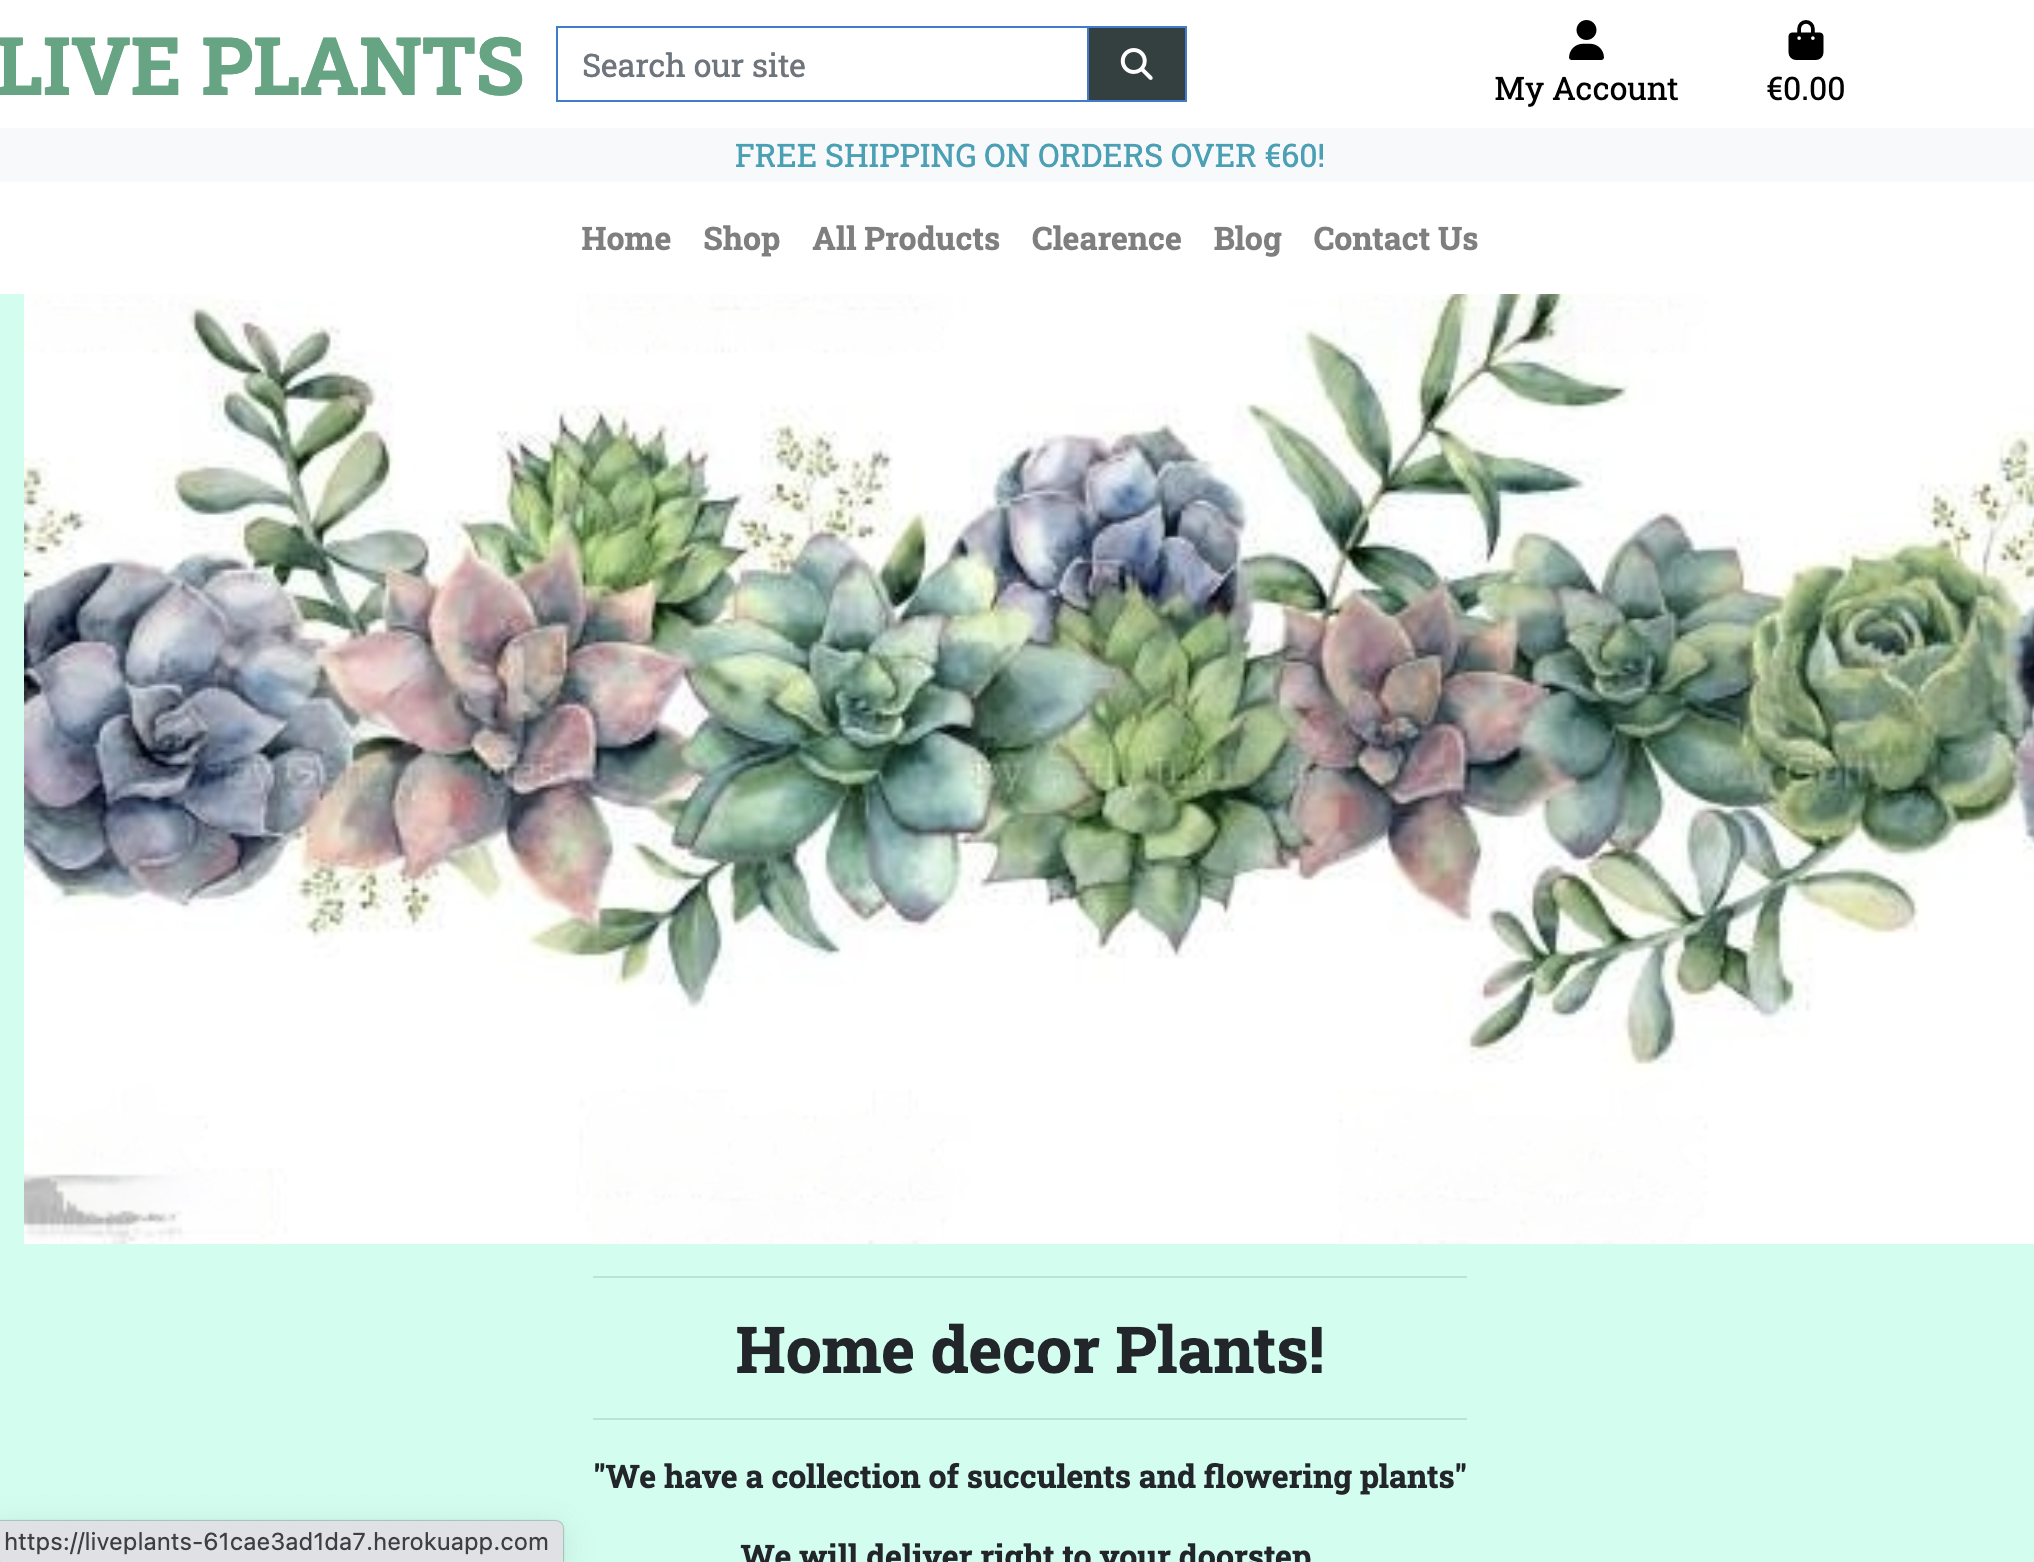 LIVE PLANTS
Search our site
My Account
€0.00
FREE SHIPPING ON ORDERS OVER €60!
Home Shop All Products Clearence Blog Contact Us
Home decor Plants!
"We have a collection of succulents and flowering plants"
We will deliver right to your doorstep
https://liveplants-61cae3ad1da7.herokuapp.com